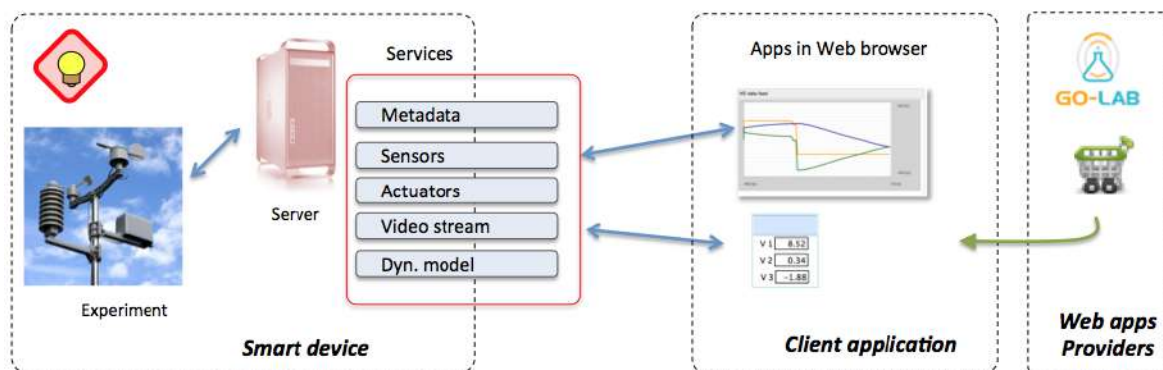 Services
Metadata
Sensors
Actuators
Video stream
Dyn. model
Server
Experiment
Smart device
Apps in Web browser
V 1 8.52
V 2 0.34
V 3 -1.88
Client application
GO-LAB
Web apps
Providers